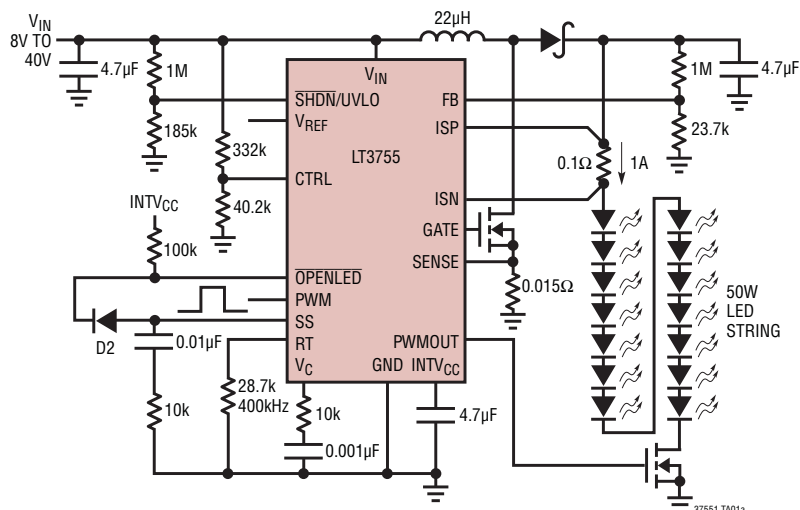 VIN
8V TO
40V
4.7µF
1M
185k
332k
40.2k
22µH
1M
23.7k
4.7µF
VIN
SHDN/UVLO
VREF
CTRL
OPENLED
PWM
SS
RT
VC
GND
INTVCC
PWMOUT
SENSE
GATE
ISN
ISP
FB
LT3755
0.1Ω
1A
INTVCC
100k
D2
0.01µF
10k
28.7k
400kHz
10k
0.001µF
4.7µF
0.015Ω
50W
LED
STRING
37551 TA01a